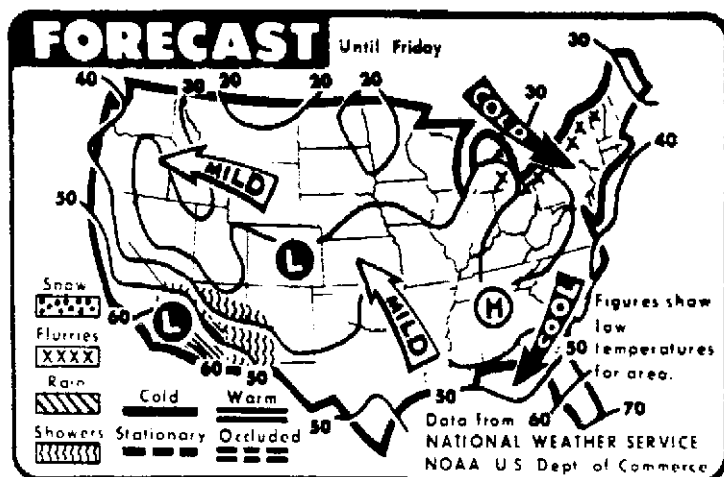 FORECAST Until Friday
30
40 30 20 20 20
COLD
30
40
MILD
50
L
Snow
MILD
H
COOL
Figures show
60 L
Flurries
XXXX
low
50 temperatures
Rain
60 50
for area.
Cold Warm
50 50
Data from 60 70
Showers Stationary Occluded
NATIONAL WEATHER SERVICE
NOAA U S Dept of Commerce